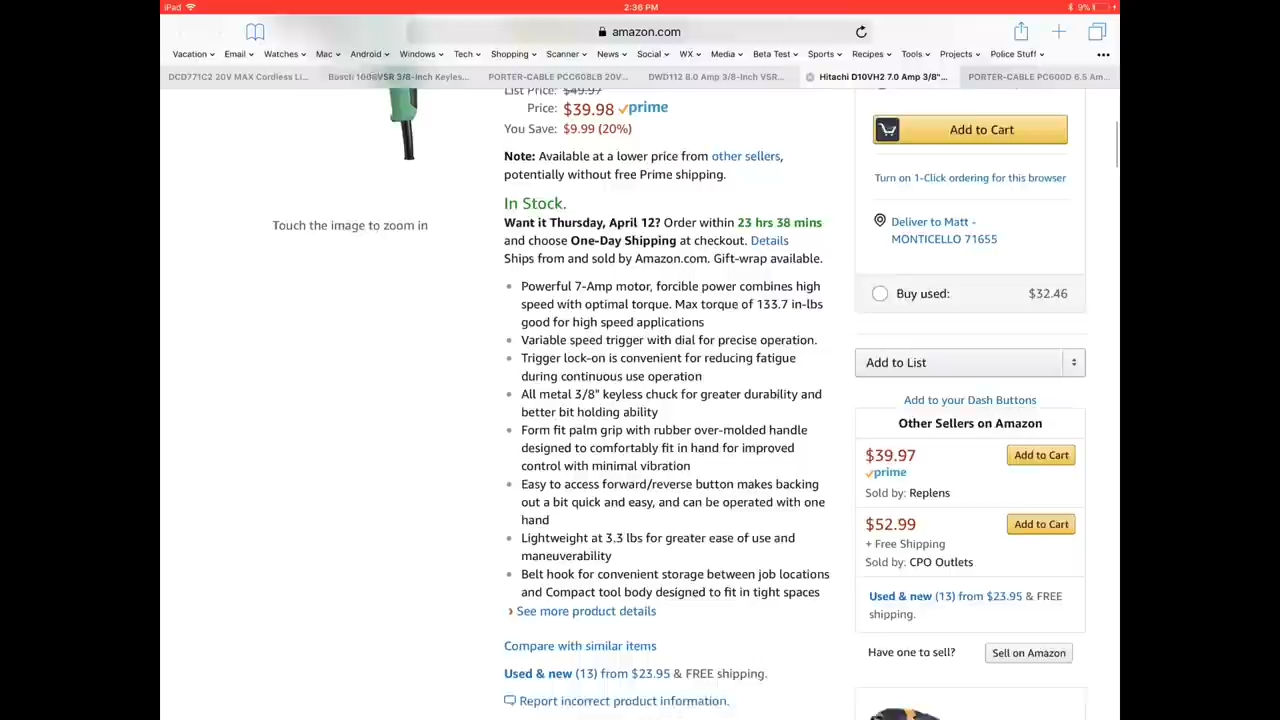 iPad
2:36 PM
9%
amazon.com
Vacation Email Watches Mac Android Windows Tech Shopping Scanner News Social WX Media Beta Test Sports Recipes Tools Projects Police Stuff
DCD771C2 20V MAX Cordless Li... Bosch 1006VSR 3/8-Inch Keyles... PORTER-CABLE PCC608LB 20V... DWD112 8.0 Amp 3/8-Inch VSR... Hitachi D10VH2 7.0 Amp 3/8"... PORTER-CABLE PC600D 6.5 Am...
List Price: $49.97
Price: $39.98 prime
You Save: $9.99 (20%)
Note: Available at a lower price from other sellers,
potentially without free Prime shipping.
Touch the image to zoom in
In Stock.
Want it Thursday, April 12? Order within 23 hrs 38 mins
and choose One-Day Shipping at checkout. Details
Ships from and sold by Amazon.com. Gift-wrap available.
Powerful 7-Amp motor, forcible power combines high
speed with optimal torque. Max torque of 133.7 in-lbs
good for high speed applications
Variable speed trigger with dial for precise operation.
Trigger lock-on is convenient for reducing fatigue
during continuous use operation
All metal 3/8" keyless chuck for greater durability and
better bit holding ability
Form fit palm grip with rubber over-molded handle
designed to comfortably fit in hand for improved
control with minimal vibration
Easy to access forward/reverse button makes backing
out a bit quick and easy, and can be operated with one
hand
Lightweight at 3.3 lbs for greater ease of use and
maneuverability
Belt hook for convenient storage between job locations
and Compact tool body designed to fit in tight spaces
See more product details
Compare with similar items
Used & new (13) from $23.95 & FREE shipping.
Report incorrect product information.
Add to Cart
Turn on 1-Click ordering for this browser
Deliver to Matt -
MONTICELLO 71655
Buy used: $32.46
Add to List
Add to your Dash Buttons
Other Sellers on Amazon
$39.97 Add to Cart
prime
Sold by: Replens
$52.99 Add to Cart
+ Free Shipping
Sold by: CPO Outlets
Used & new (13) from $23.95 & FREE
shipping.
Have one to sell? Sell on Amazon